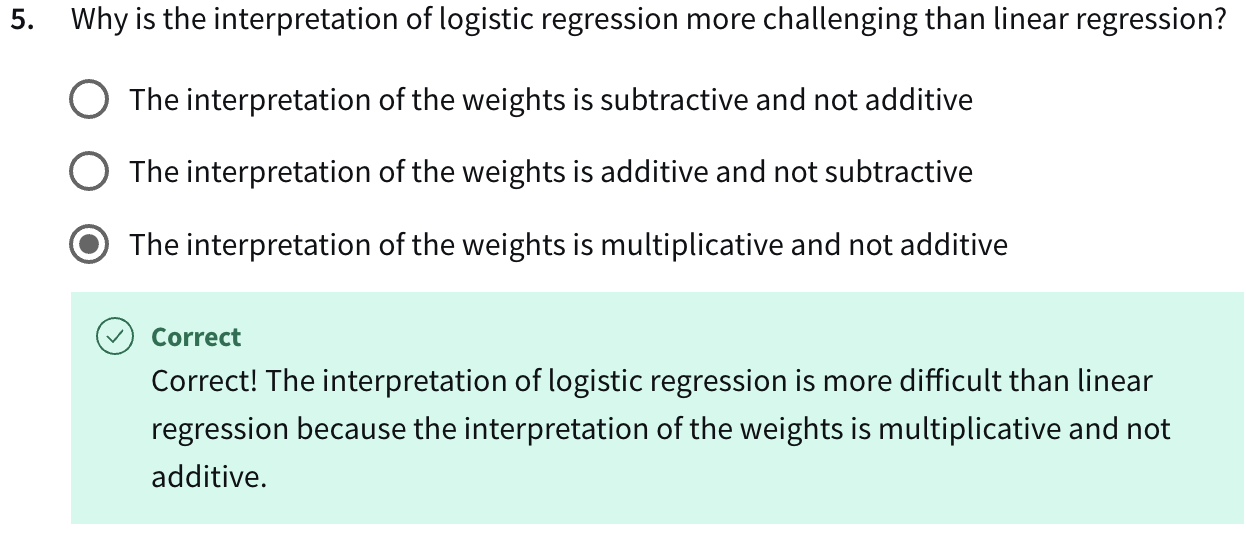 5. Why is the interpretation of logistic regression more challenging than linear regression?
The interpretation of the weights is subtractive and not additive
The interpretation of the weights is additive and not subtractive
The interpretation of the weights is multiplicative and not additive
Correct
Correct! The interpretation of logistic regression is more difficult than linear
regression because the interpretation of the weights is multiplicative and not
additive.